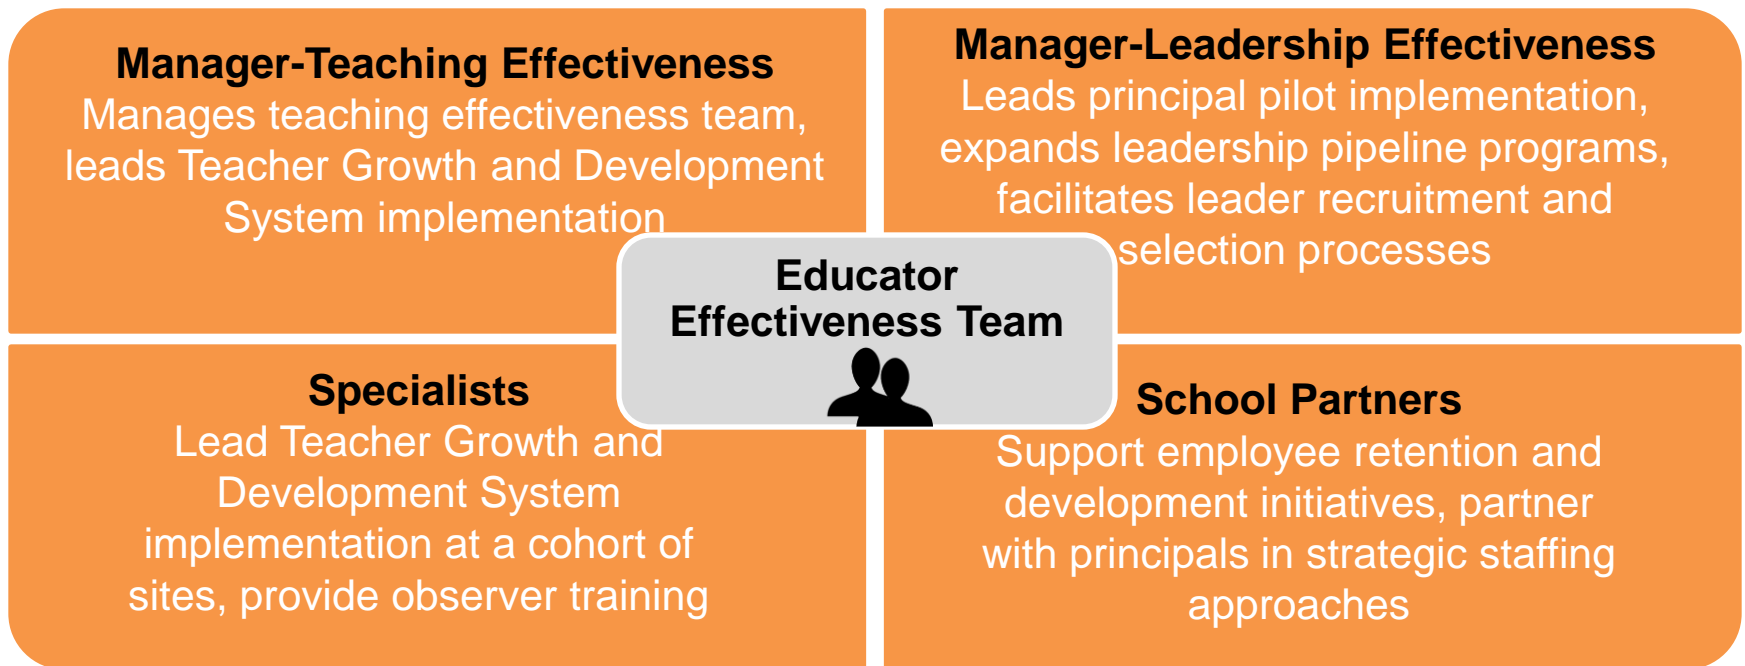 Manager-Teaching Effectiveness
Manages teaching effectiveness team,
leads Teacher Growth and Development
System implementation
Manager-Leadership Effectiveness
Leads principal pilot implementation,
expands leadership pipeline programs,
facilitates leader recruitment and
selection processes
Educator
Effectiveness Team
Specialists
Lead Teacher Growth and
Development System
implementation at a cohort of
sites, provide observer training
School Partners
Support employee retention and
development initiatives, partner
with principals in strategic staffing
approaches